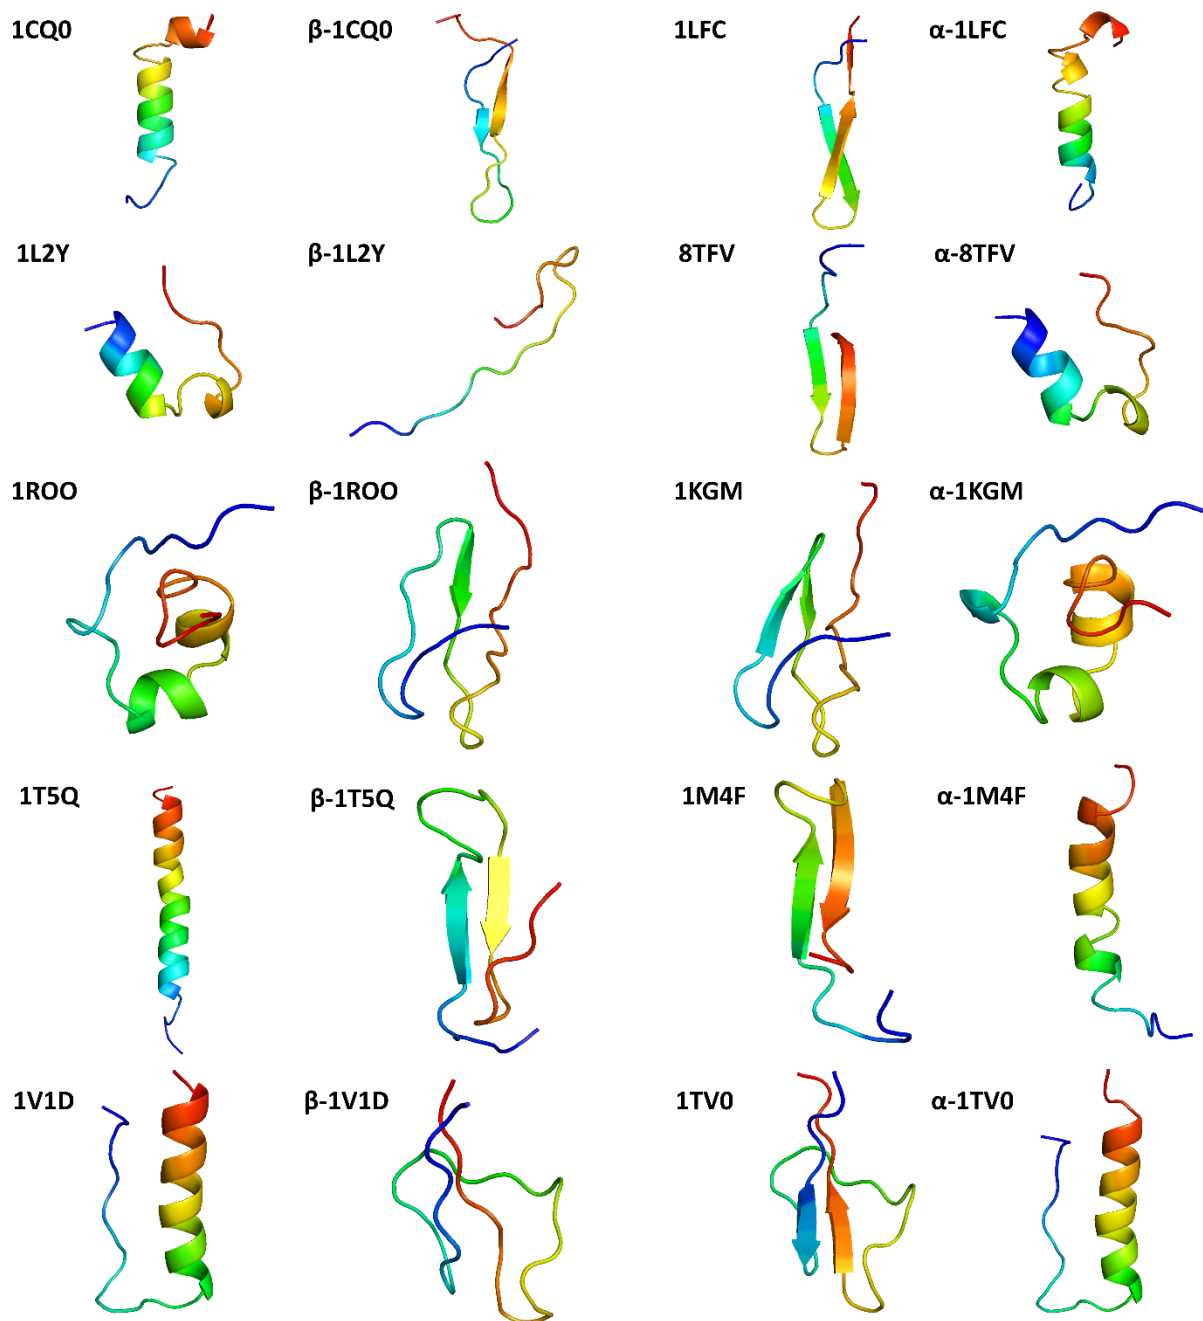 1CQ0 β-1CQ0 1LFC α-1LFC
1L2Y β-1L2Y 8TFV α-8TFV
1ROO β-1ROO 1KGM α-1KGM
1T5Q β-1T5Q 1M4F α-1M4F
1V1D β-1V1D 1TV0 α-1TV0